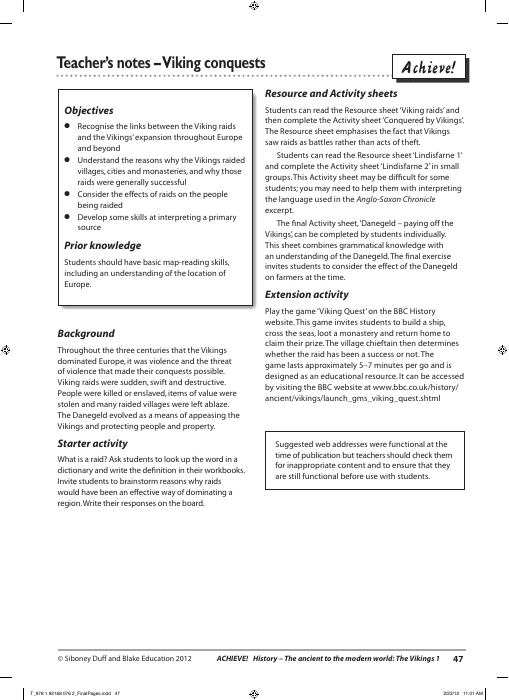 Teacher's notes – Viking conquests
Achieve!
Objectives
● Recognise the links between the Viking raids
and the Vikings' expansion throughout Europe
and beyond
● Understand the reasons why the Vikings raided
villages, cities and monasteries, and why those
raids were generally successful
● Consider the effects of raids on the people
being raided
● Develop some skills at interpreting a primary
source
Prior knowledge
Students should have basic map-reading skills,
including an understanding of the location of
Europe.
Background
Throughout the three centuries that the Vikings
dominated Europe, it was violence and the threat
of violence that made their conquests possible.
Viking raids were sudden, swift and destructive.
People were killed or enslaved, items of value were
stolen and many raided villages were left ablaze.
The Danegeld evolved as a means of appeasing the
Vikings and protecting people and property.
Starter activity
What is a raid? Ask students to look up the word in a
dictionary and write the definition in their workbooks.
Invite students to brainstorm reasons why raids
would have been an effective way of dominating a
region. Write their responses on the board.
Resource and Activity sheets
Students can read the Resource sheet 'Viking raids' and
then complete the Activity sheet 'Conquered by Vikings'.
The Resource sheet emphasises the fact that Vikings
saw raids as battles rather than acts of theft.
Students can read the Resource sheet 'Lindisfarne 1'
and complete the Activity sheet 'Lindisfarne 2' in small
groups. This Activity sheet may be difficult for some
students; you may need to help them with interpreting
the language used in the Anglo-Saxon Chronicle
excerpt.
The final Activity sheet, 'Danegeld – paying off the
Vikings', can be completed by students individually.
This sheet combines grammatical knowledge with
an understanding of the Danegeld. The final exercise
invites students to consider the effect of the Danegeld
on farmers at the time.
Extension activity
Play the game 'Viking Quest' on the BBC History
website. This game invites students to build a ship,
cross the seas, loot a monastery and return home to
claim their prize. The village chieftain then determines
whether the raid has been a success or not. The
game lasts approximately 5–7 minutes per go and is
designed as an educational resource. It can be accessed
by visiting the BBC website at www.bbc.co.uk/history/
ancient/vikings/launch_gms_viking_quest.shtml
Suggested web addresses were functional at the
time of publication but teachers should check them
for inappropriate content and to ensure that they
are still functional before use with students.
© Siboney Duff and Blake Education 2012 ACHIEVE! History – The ancient to the modern world: The Vikings 1 47